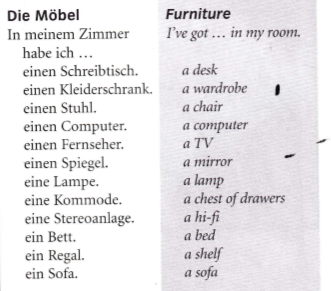 Die Möbel
In meinem Zimmer
habe ich …
einen Schreibtisch.
einen Kleiderschrank.
einen Stuhl.
einen Computer.
einen Fernseher.
einen Spiegel.
eine Lampe.
eine Kommode.
eine Stereoanlage.
ein Bett.
ein Regal.
ein Sofa.
Furniture
I've got … in my room.
a desk
a wardrobe
a chair
a computer
a TV
a mirror
a lamp
a chest of drawers
a hi-fi
a bed
a shelf
a sofa